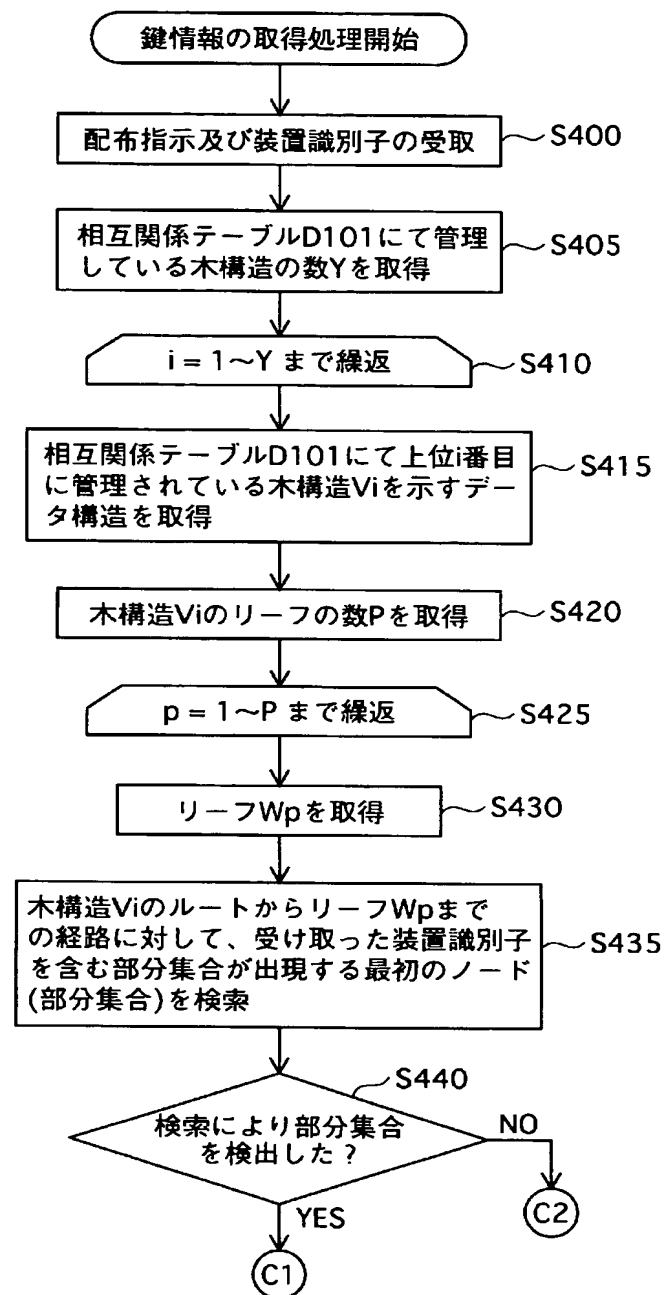 鍵情報の取得処理開始
配布指示及び装置識別子の受取
S400
相互関係テーブルD101にて管理
している木構造の数Yを取得
S405
i = 1～Y まで繰返
S410
相互関係テーブルD101にて上位i番目
に管理されている木構造Viを示すデー
タ構造を取得
S415
木構造Viのリーフの数Pを取得
S420
p = 1～P まで繰返
S425
リーフWpを取得
S430
木構造ViのルートからリーフWpまで
の経路に対して、受け取った装置識別子
を含む部分集合が出現する最初のノード
(部分集合)を検索
S435
S440
検索により部分集合
を検出した？
NO
C2
YES
C1